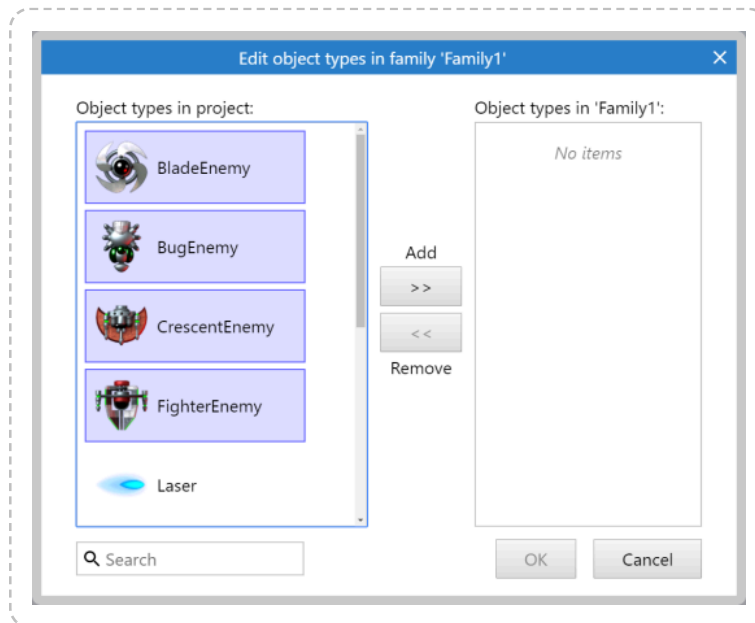 Edit object types in family 'Family1'
Object types in project:
Object types in 'Family1':
BladeEnemy
BugEnemy
CrescentEnemy
FighterEnemy
Laser
Add
>>
<<
Remove
No items
Search
OK
Cancel